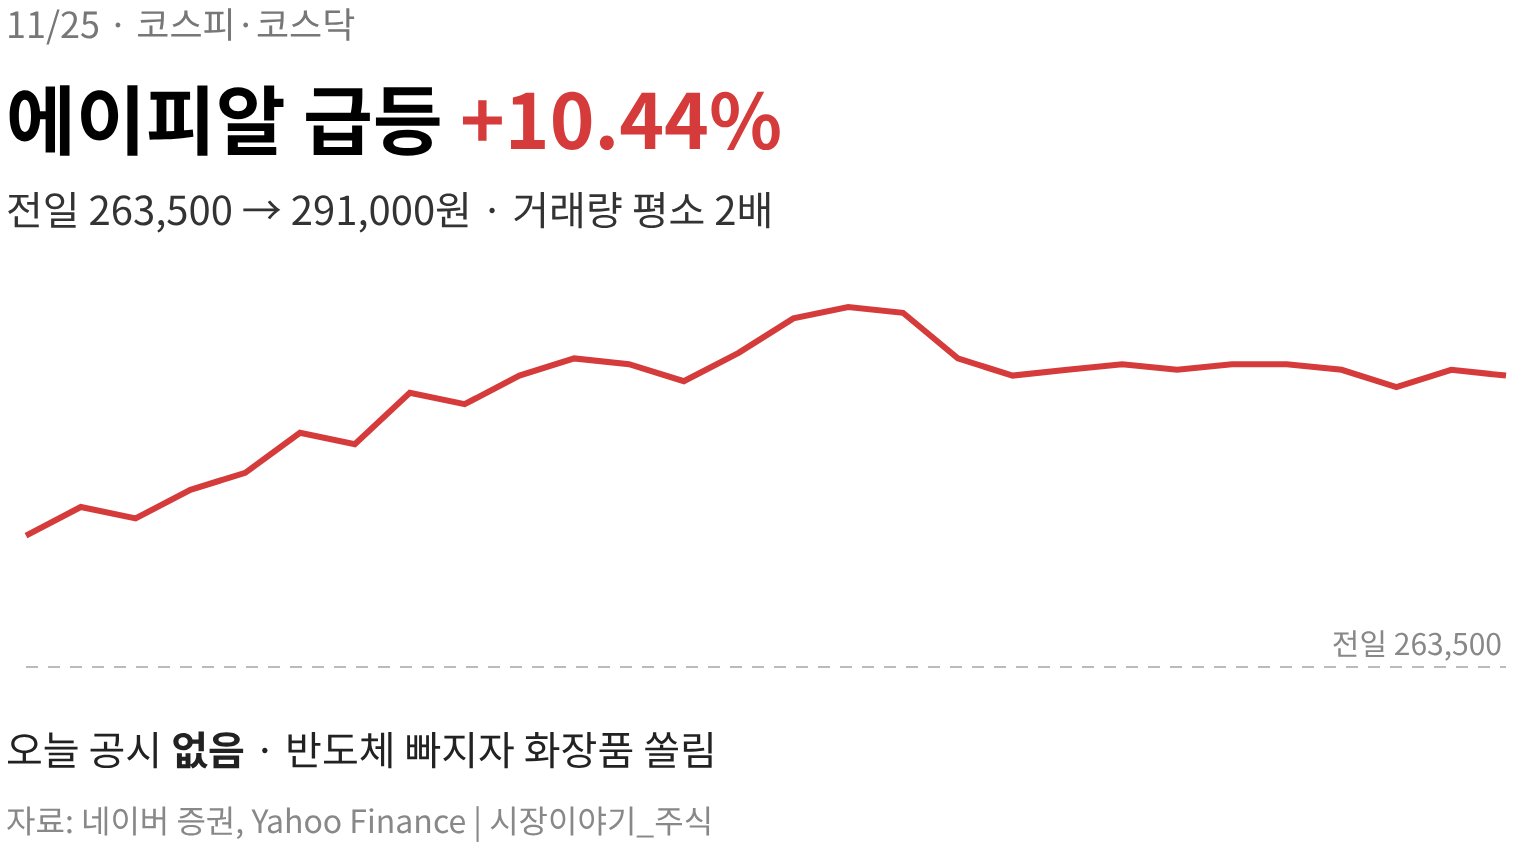 11/25 · 코스피·코스닥
에이피알 급등 +10.44%
전일 263,500 → 291,000원 · 거래량 평소 2배
전일 263,500
오늘 공시 없음 · 반도체 빠지자 화장품 쏠림
자료: 네이버 증권, Yahoo Finance | 시장이야기_주식